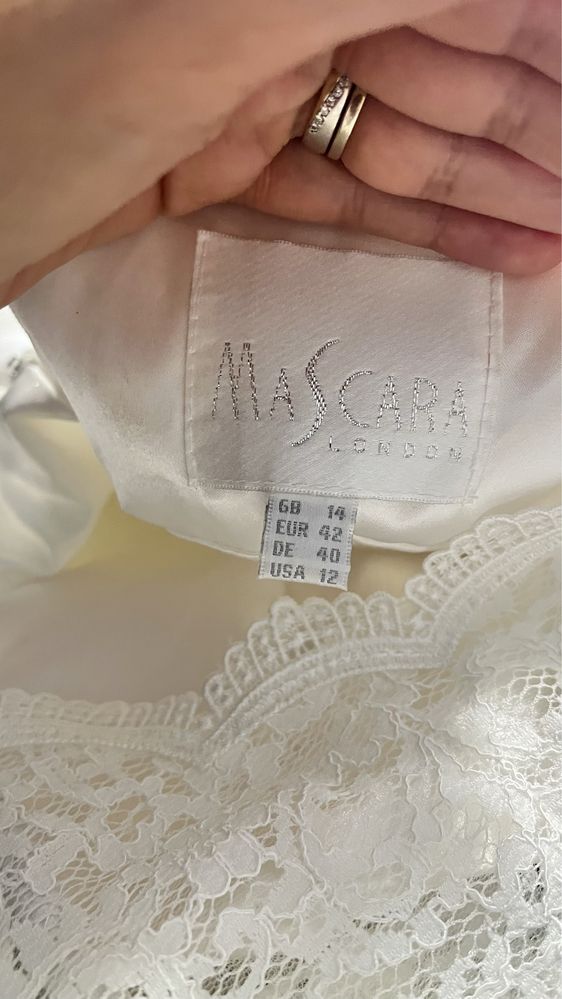 MASCARA
LONDON
GB 14
EUR 42
DE 40
USA 12